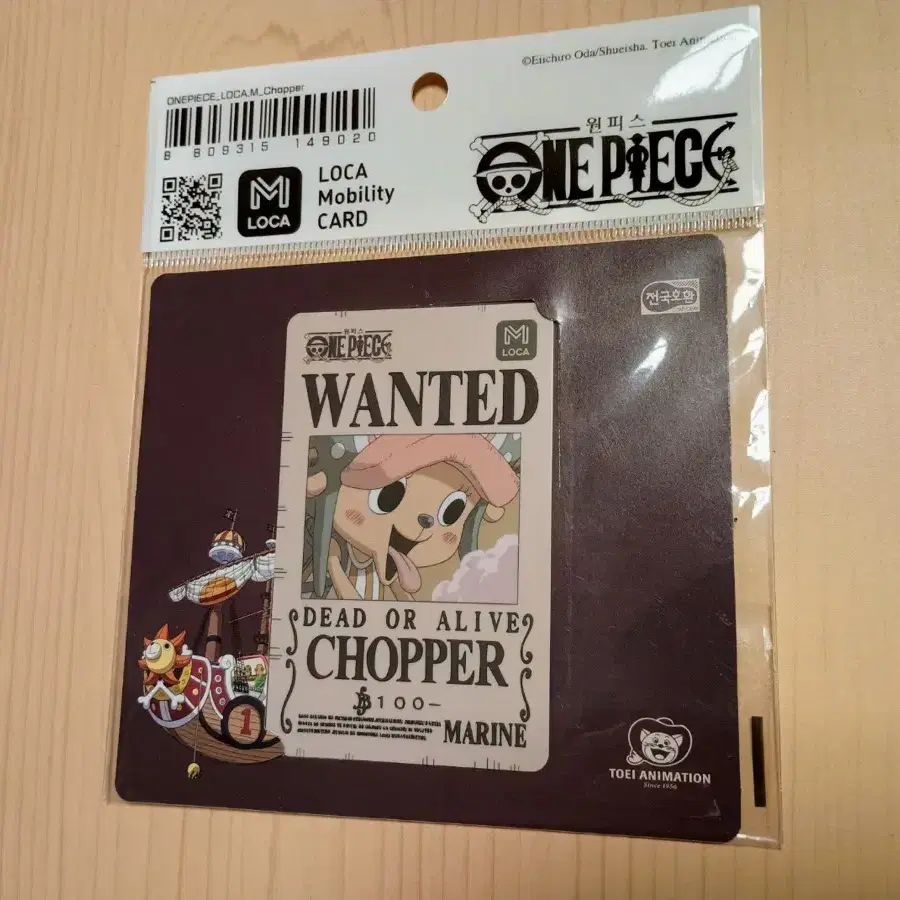 ©Eiichiro Oda/Shueisha. Toei Animation
ONEPIECE_LOCA.M_Chopper
8 809315 149020
M
LOCA
LOCA
Mobility
CARD
원피스
ONE PIECE
전국호환
원피스
ONE PIECE
M
LOCA
WANTED
DEAD OR ALIVE
CHOPPER
฿100-
MARINE
1
TOEI ANIMATION
Since 1956